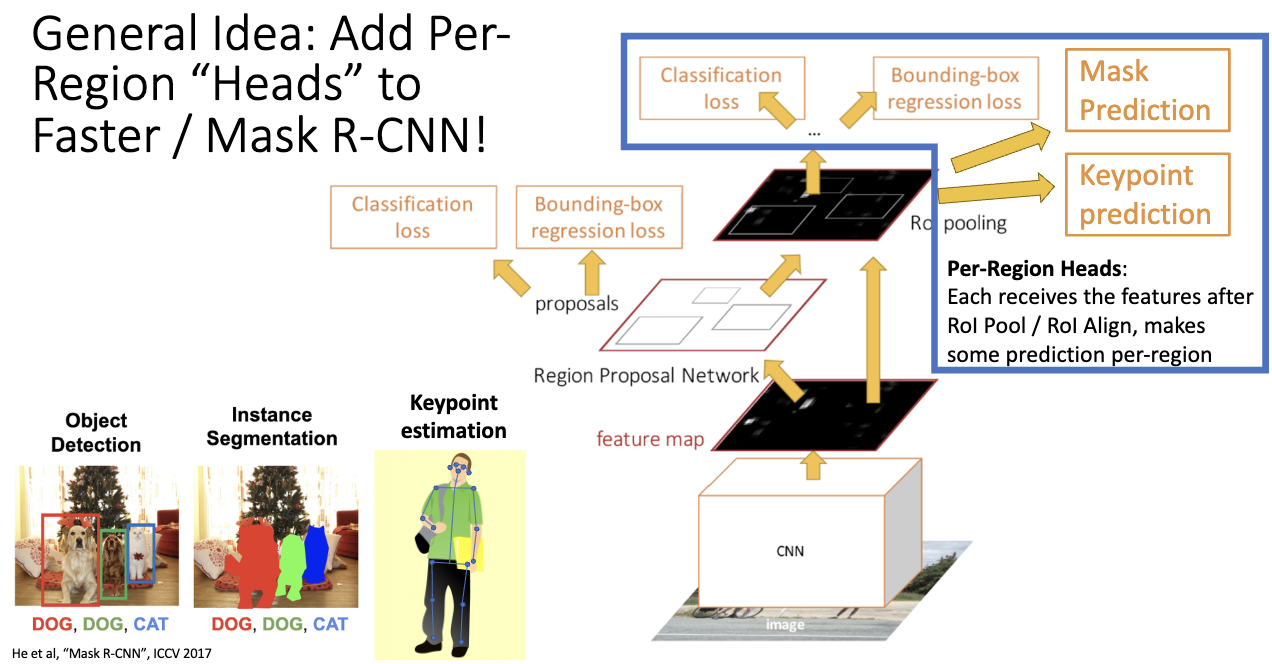 General Idea: Add Per-
Region “Heads” to
Faster / Mask R-CNN!
Classification
loss
Bounding-box
regression loss
...
Mask
Prediction
Keypoint
prediction
Classification
loss
Bounding-box
regression loss
RoI pooling
proposals
Per-Region Heads:
Each receives the features after
RoI Pool / RoI Align, makes
some prediction per-region
Region Proposal Network
feature map
CNN
image
Object
Detection
Instance
Segmentation
Keypoint
estimation
DOG, DOG, CAT
DOG, DOG, CAT
He et al, “Mask R-CNN”, ICCV 2017